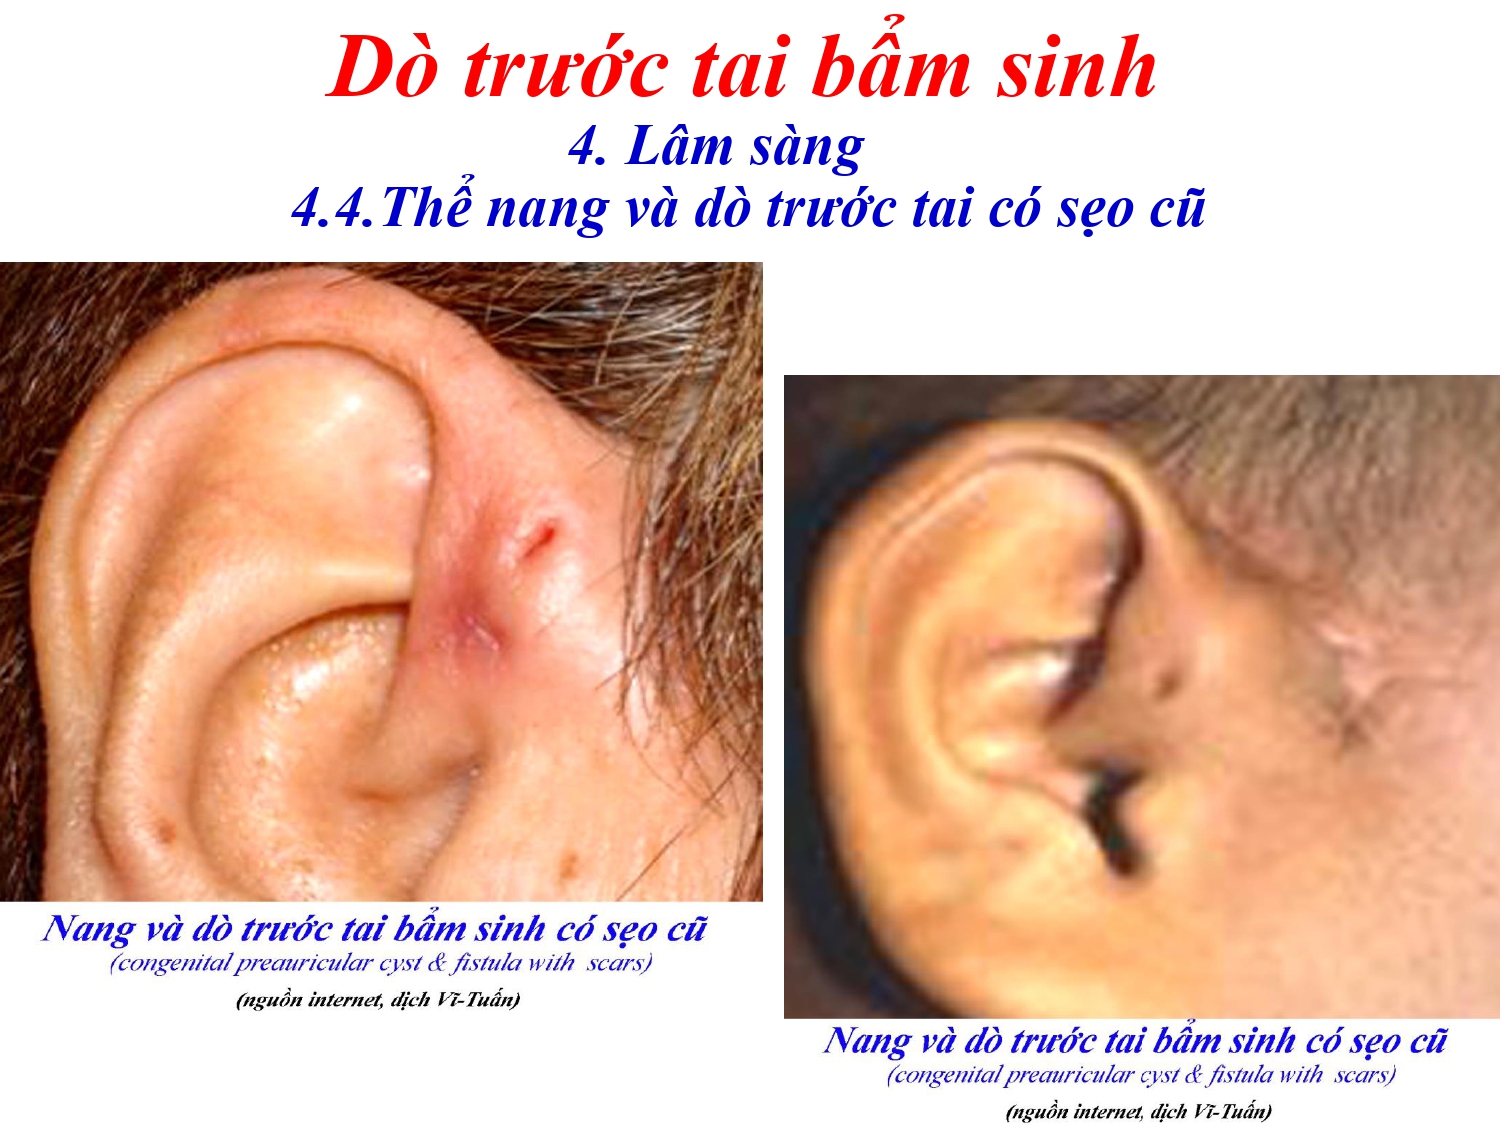 Dò trước tai bẩm sinh
4. Lâm sàng
4.4.Thể nang và dò trước tai có sẹo cũ
Nang và dò trước tai bẩm sinh có sẹo cũ
(congenital preauricular cyst & fistula with scars)
(nguồn internet, dịch Vĩ-Tuấn)
Nang và dò trước tai bẩm sinh có sẹo cũ
(congenital preauricular cyst & fistula with scars)
(nguồn internet, dịch Vĩ-Tuấn)